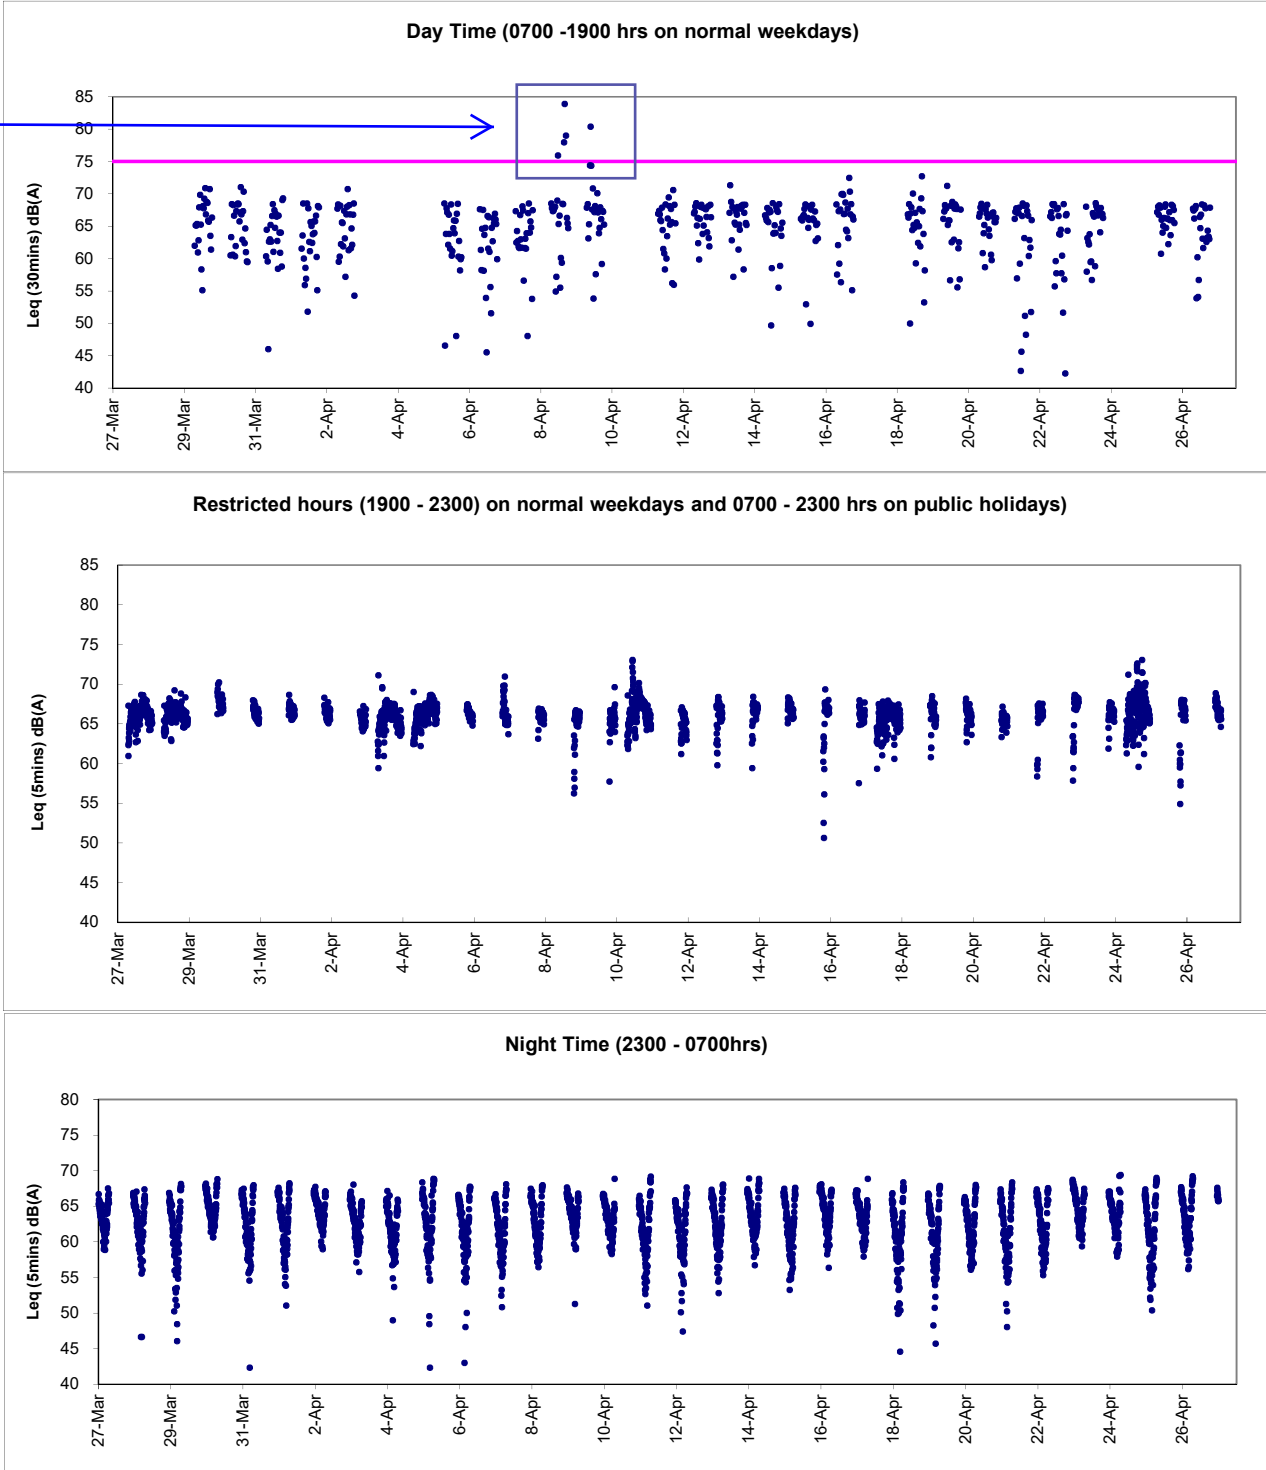 Day Time (0700 -1900 hrs on normal weekdays)
85
80
75
70
65
60
55
50
45
40
Leq (30mins) dB(A)
27-Mar
29-Mar
31-Mar
2-Apr
4-Apr
6-Apr
8-Apr
10-Apr
12-Apr
14-Apr
16-Apr
18-Apr
20-Apr
22-Apr
24-Apr
26-Apr
Restricted hours (1900 - 2300) on normal weekdays and 0700 - 2300 hrs on public holidays)
85
80
75
70
65
60
55
50
45
40
Leq (5mins) dB(A)
27-Mar
29-Mar
31-Mar
2-Apr
4-Apr
6-Apr
8-Apr
10-Apr
12-Apr
14-Apr
16-Apr
18-Apr
20-Apr
22-Apr
24-Apr
26-Apr
Night Time (2300 - 0700hrs)
80
75
70
65
60
55
50
45
40
Leq (5mins) dB(A)
27-Mar
29-Mar
31-Mar
2-Apr
4-Apr
6-Apr
8-Apr
10-Apr
12-Apr
14-Apr
16-Apr
18-Apr
20-Apr
22-Apr
24-Apr
26-Apr